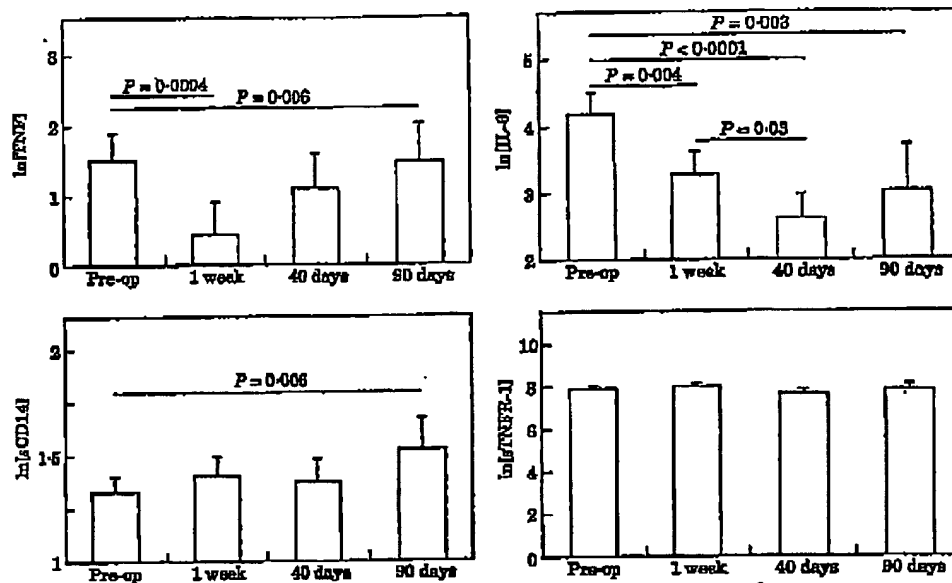 3
2
1
0
ln[TNF]
P = 0·0004
P = 0·006
Pre-op 1 week 40 days 90 days
5
4
3
2
P = 0·003
P < 0·0001
P = 0·004
P = 0·03
Pre-op 1 week 40 days 90 days
2
1·5
1
ln[sCD14]
P = 0·006
Pre-op 1 week 40 days 90 days
10
8
6
4
2
0
ln[sTNFR-1]
Pre-op 1 week 40 days 90 days